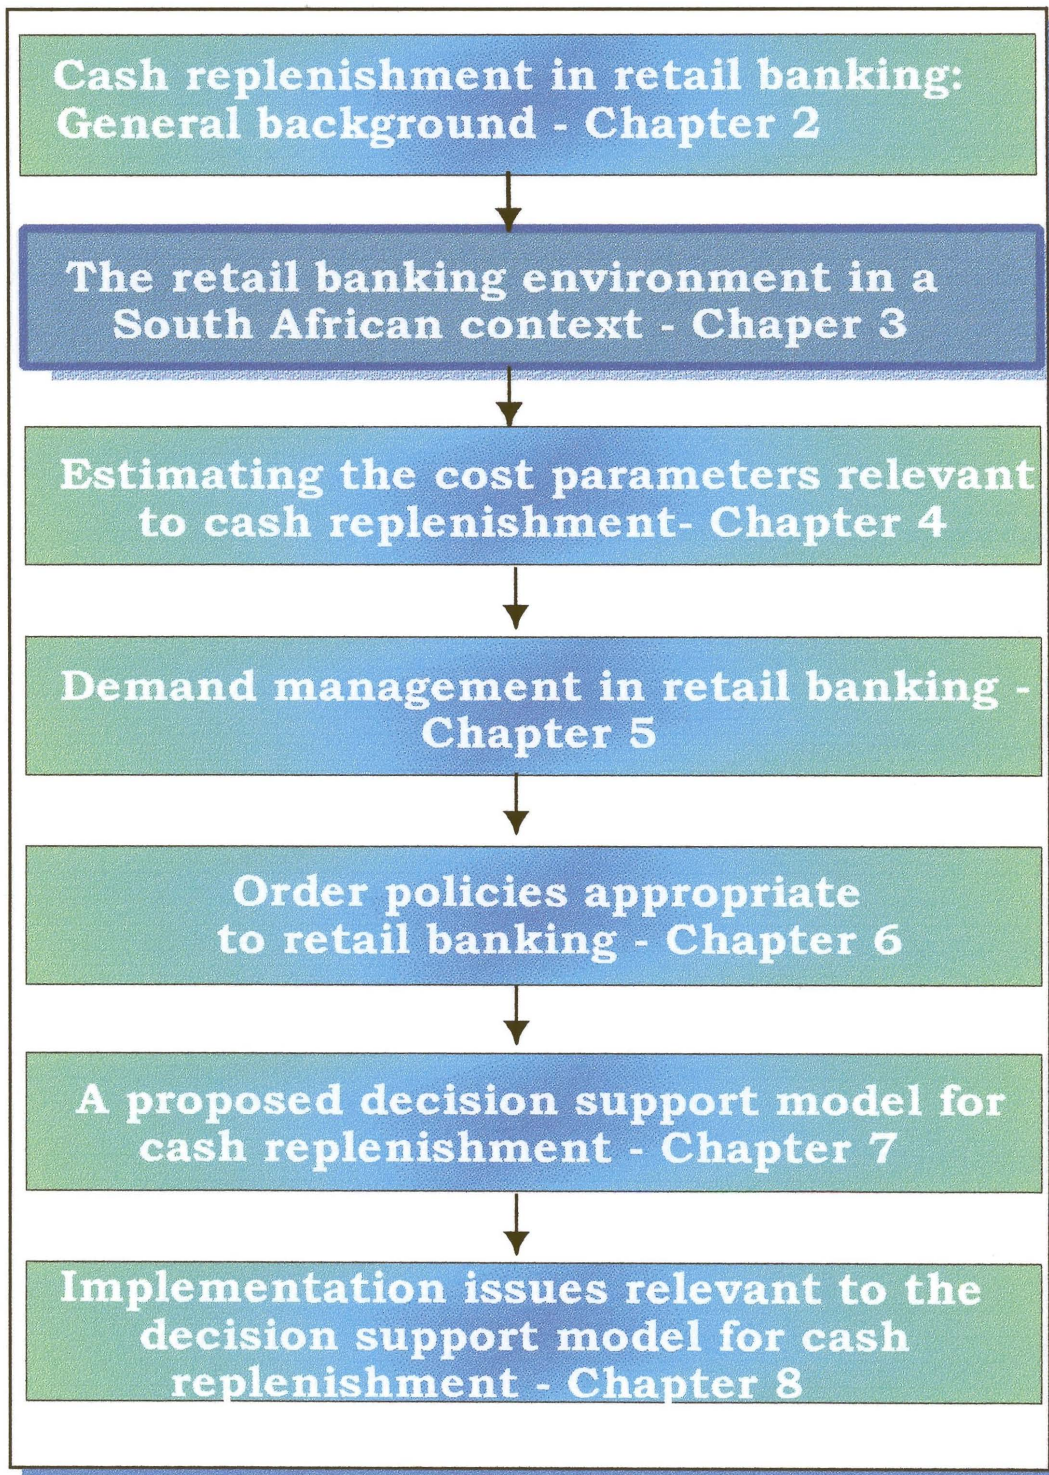 Cash replenishment in retail banking:
General background - Chapter 2
The retail banking environment in a
South African context - Chaper 3
Estimating the cost parameters relevant
to cash replenishment- Chapter 4
Demand management in retail banking -
Chapter 5
Order policies appropriate
to retail banking - Chapter 6
A proposed decision support model for
cash replenishment - Chapter 7
Implementation issues relevant to the
decision support model for cash
replenishment - Chapter 8